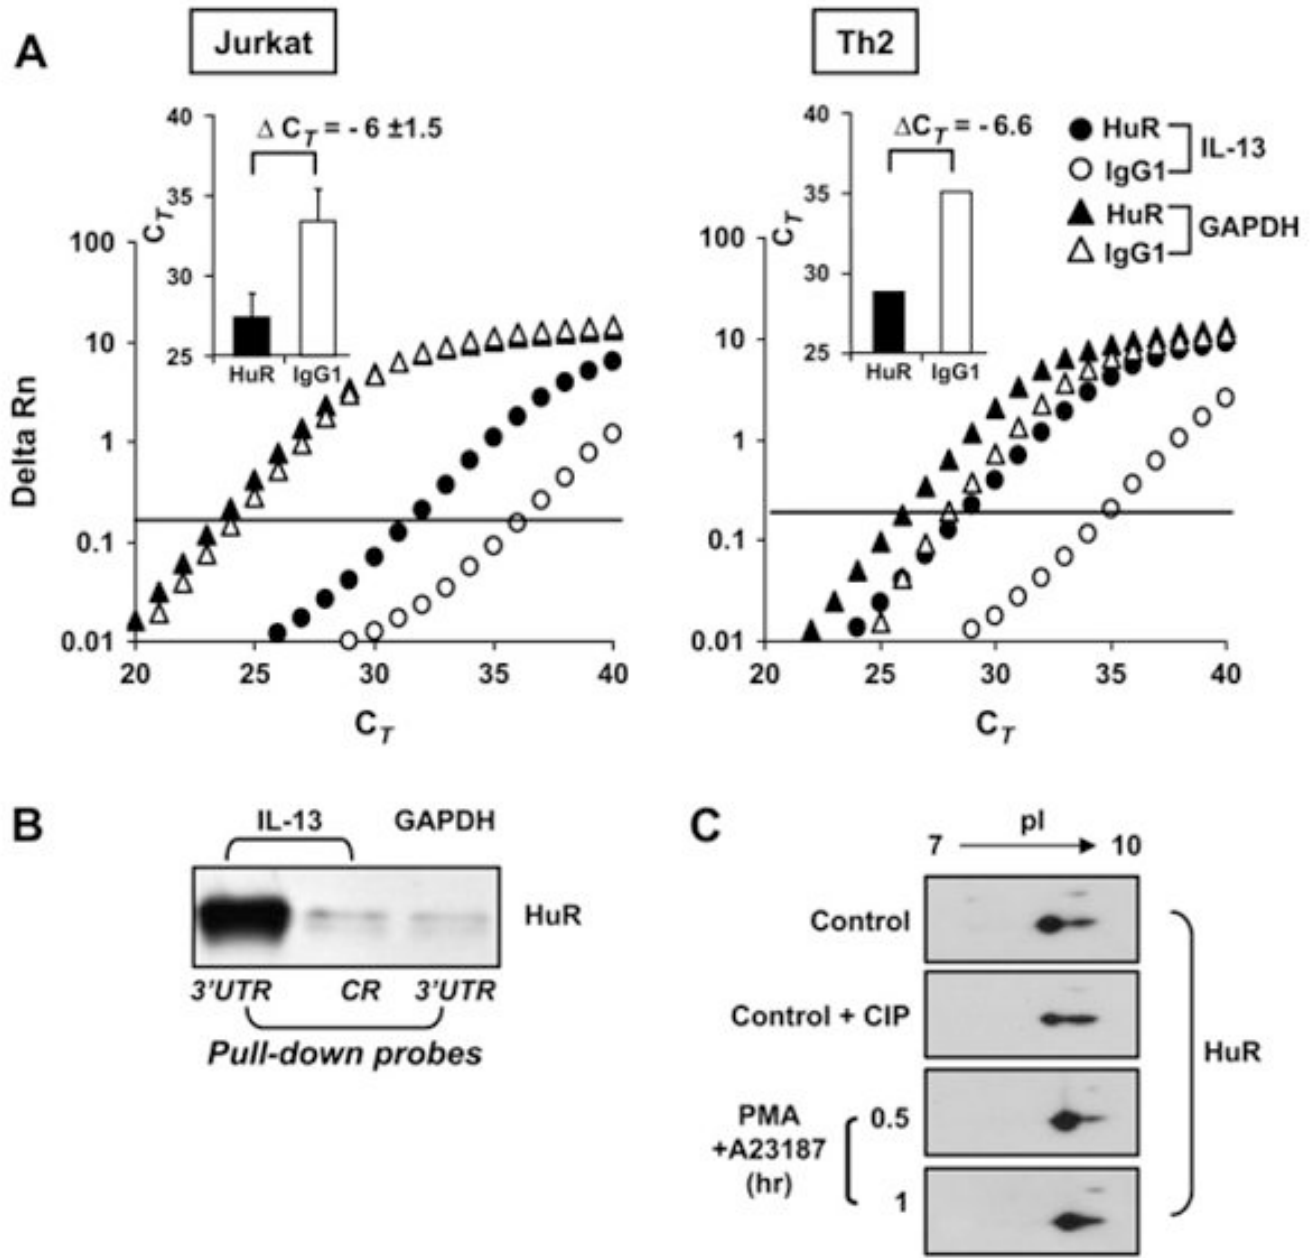 A
Jurkat
Th2
Δ CT = - 6 ±1.5
40
35
30
25
CT
HuR IgG1
ΔCT = - 6.6
40
35
30
25
CT
HuR IgG1
HuR
IgG1
IL-13
HuR
IgG1
GAPDH
Delta Rn
100
10
1
0.1
0.01
20 25 30 35 40
CT
100
10
1
0.1
0.01
20 25 30 35 40
CT
B
IL-13 GAPDH
HuR
3'UTR CR 3'UTR
Pull-down probes
C
pI
7 10
Control
Control + CIP
PMA
+A23187
(hr)
0.5
1
HuR